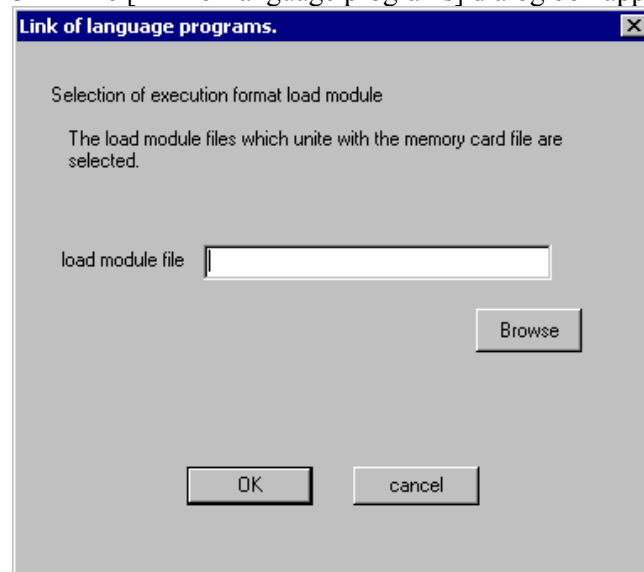 Link of language programs.
Selection of execution format load module
The load module files which unite with the memory card file are
selected.
load module file
Browse
OK
cancel